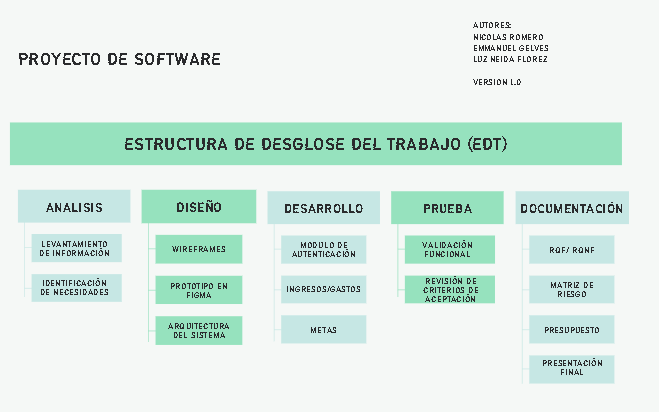 AUTORES:
NICOLAS ROMERO
EMMANUEL GELVES
LUZ NEIDA FLOREZ
VERSION 1.0
PROYECTO DE SOFTWARE
ESTRUCTURA DE DESGLOSE DEL TRABAJO (EDT)
ANALISIS
LEVANTAMIENTO
DE INFORMACIÓN
IDENTIFICACIÓN
DE NECESIDADES
DISEÑO
WIREFRAMES
PROTOTIPO EN
FIGMA
ARQUITECTURA
DEL SISTEMA
DESARROLLO
MODULO DE
AUTENTICACIÓN
INGRESOS/GASTOS
METAS
PRUEBA
VALIDACIÓN
FUNCIONAL
REVISIÓN DE
CRITERIOS DE
ACEPTACIÓN
DOCUMENTACIÓN
RQF/ RQNF
MATRIZ DE
RIESGO
PRESUPUESTO
PRESENTACIÓN
FINAL